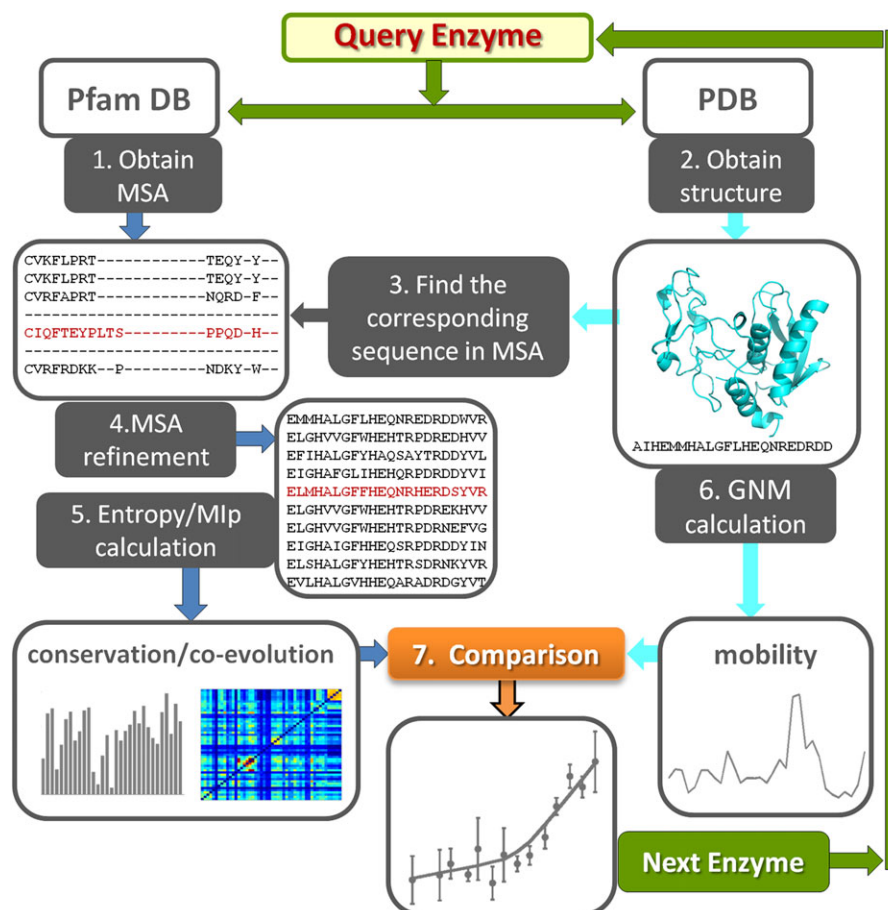 Query Enzyme
Pfam DB
PDB
1. Obtain
MSA
2. Obtain
structure
CVKFLPRT------------TEQY-Y--
CVKFLPRT------------TEQY-Y--
CVRFAPRT------------NQRD-F--
----------------------------
CIQFTEYPLTS---------PPQD-H--
----------------------------
CVRFRDKK--P---------NDKY-W--
3. Find the
corresponding
sequence in MSA
AIHEMMHALGFLHEQNREDRDD
4.MSA
refinement
EMMHALGFLHEQNREDRDDWVR
ELGHVVGFWHEHTRPDREDHVV
EFIHALGFYHAQSAYTRDDYVL
EIGHAFGLIHEHQRPDRDDYVI
ELMHALGFFHEQNRHERDSYVR
ELGHVVGFWHEHTRPDREKHVV
ELGHVVGFWHEHTRPDRNEFVG
EIGHAIGFHHEQSRPDRDDYIN
ELSHALGFYHEHTRSDRNKYVR
EVLHALGVHHEQARADRDGYVT
5. Entropy/MIp
calculation
6. GNM
calculation
conservation/co-evolution
7. Comparison
mobility
Next Enzyme